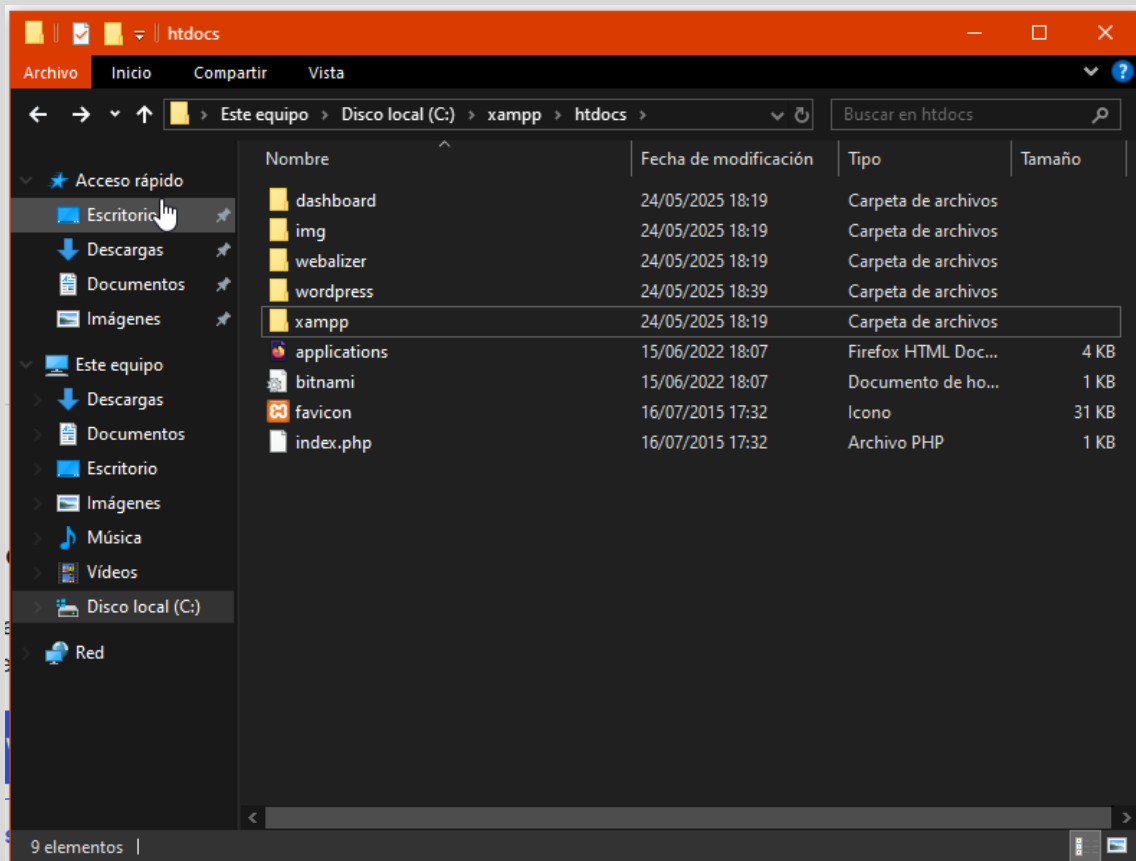 htdocs
Archivo Inicio Compartir Vista
Este equipo > Disco local (C:) > xampp > htdocs >
Buscar en htdocs
Nombre Fecha de modificación Tipo Tamaño
Acceso rápido
Escritorio
Descargas
Documentos
Imágenes
Este equipo
Descargas
Documentos
Escritorio
Imágenes
Música
Vídeos
Disco local (C:)
Red
dashboard 24/05/2025 18:19 Carpeta de archivos
img 24/05/2025 18:19 Carpeta de archivos
webalizer 24/05/2025 18:19 Carpeta de archivos
wordpress 24/05/2025 18:39 Carpeta de archivos
xampp 24/05/2025 18:19 Carpeta de archivos
applications 15/06/2022 18:07 Firefox HTML Doc... 4 KB
bitnami 15/06/2022 18:07 Documento de ho... 1 KB
favicon 16/07/2015 17:32 Icono 31 KB
index.php 16/07/2015 17:32 Archivo PHP 1 KB
9 elementos